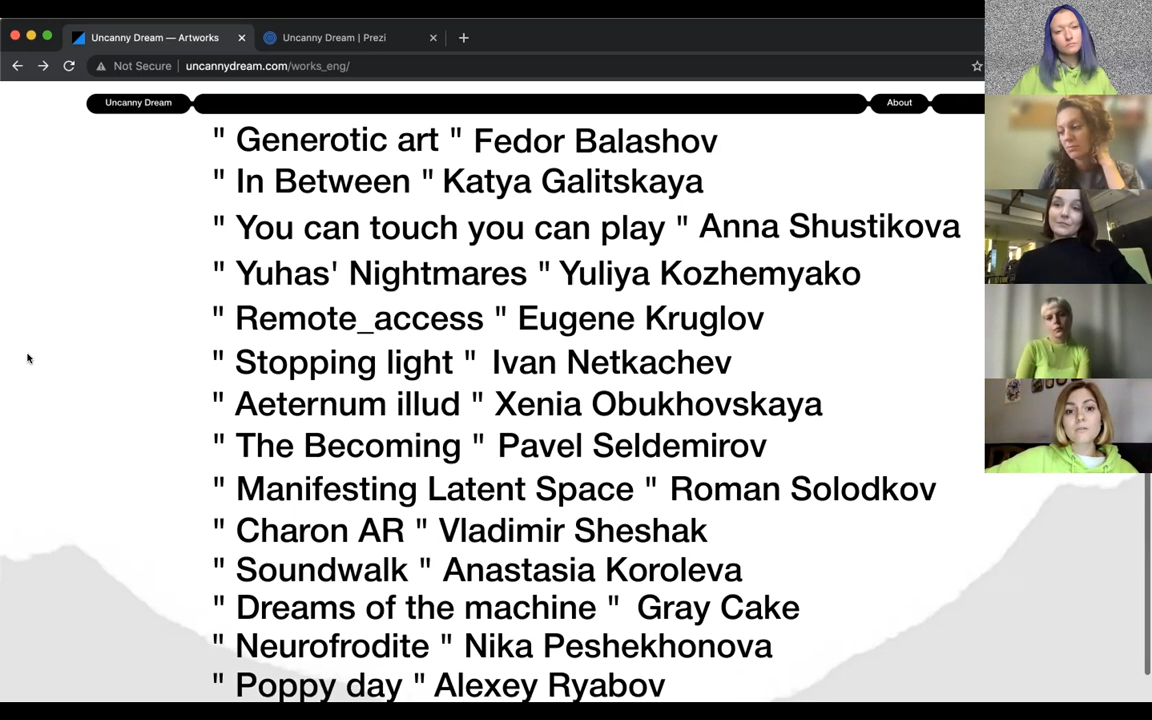 Uncanny Dream — Artworks
Uncanny Dream | Prezi
Not Secure | uncannydream.com/works_eng/
Uncanny Dream
About
" Generotic art " Fedor Balashov
" In Between " Katya Galitskaya
" You can touch you can play " Anna Shustikova
" Yuhas' Nightmares " Yuliya Kozhemyako
" Remote_access " Eugene Kruglov
" Stopping light " Ivan Netkachev
" Aeternum illud " Xenia Obukhovskaya
" The Becoming " Pavel Seldemirov
" Manifesting Latent Space " Roman Solodkov
" Charon AR " Vladimir Sheshak
" Soundwalk " Anastasia Koroleva
" Dreams of the machine " Gray Cake
" Neurofrodite " Nika Peshekhonova
" Poppy day " Alexey Ryabov